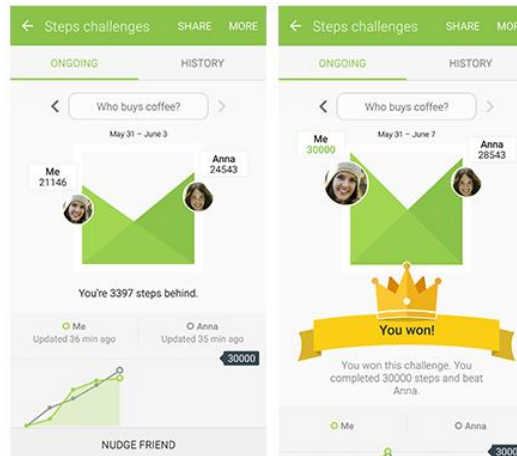 Steps challenges SHARE MORE
ONGOING HISTORY
Who buys coffee?
May 31 – June 3
Me
21146
Anna
24543
You're 3397 steps behind.
Me
Updated 36 min ago
Anna
Updated 35 min ago
30000
NUDGE FRIEND
Steps challenges SHARE MOR
ONGOING HISTORY
Who buys coffee?
May 31 – June 7
Me
30000
Anna
28543
You won!
You won this challenge. You
completed 30000 steps and beat
Anna.
Me Anna
3000